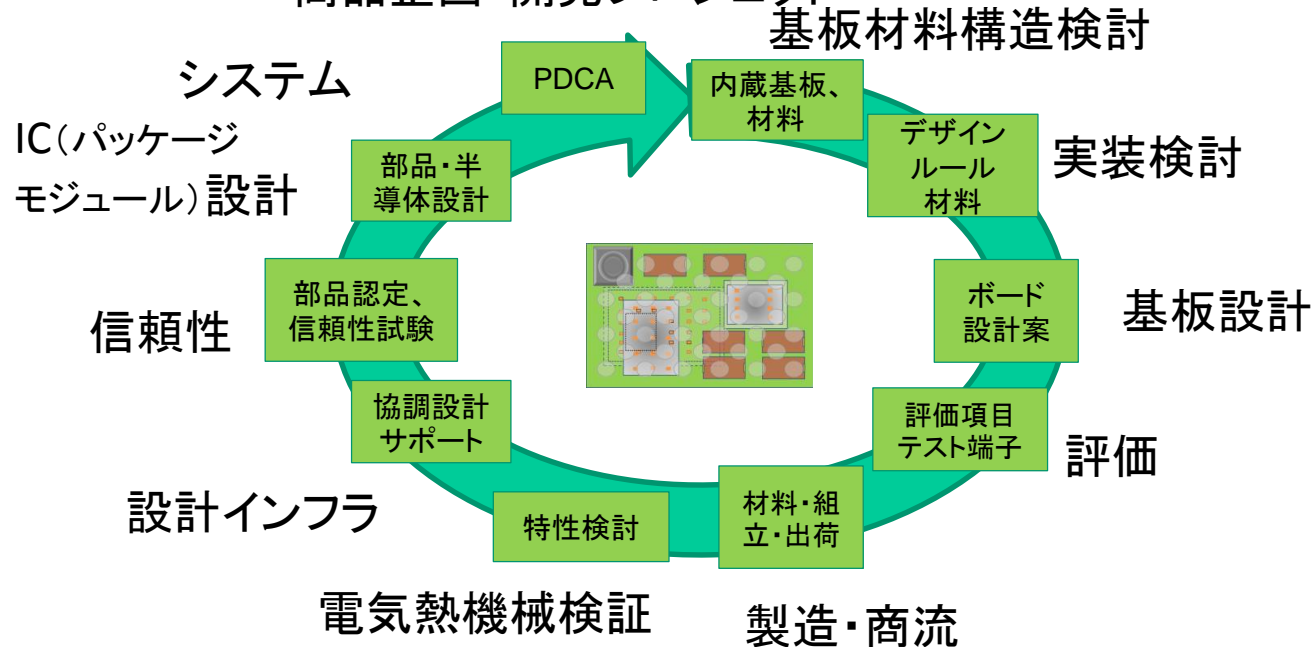 基板材料構造検討
システム
PDCA
内蔵基板、
材料
IC(パッケージ
モジュール)設計
部品・半
導体設計
デザイン
ルール
材料
実装検討
信頼性
部品認定、
信頼性試験
ボード
設計案
基板設計
協調設計
サポート
評価項目
テスト端子
評価
設計インフラ
特性検討
材料・組
立・出荷
電気熱機械検証
製造・商流